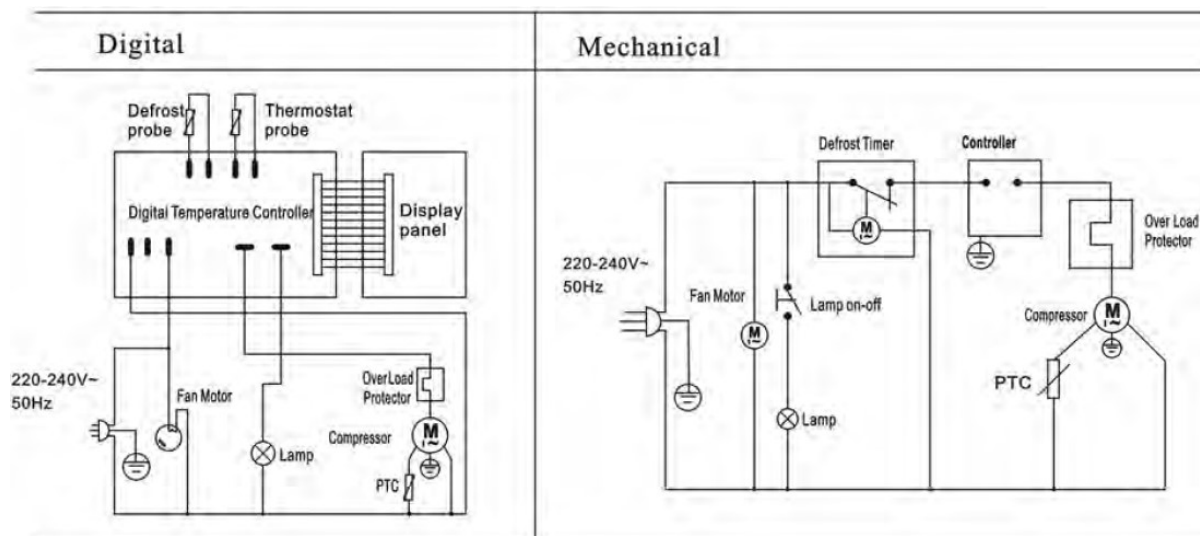 Digital
Mechanical
Defrost
probe
Thermostat
probe
Digital Temperature Controller
Display
panel
220-240V~
50Hz
Fan Motor
Lamp
Over Load
Protector
Compressor
M
~
PTC
Defrost Timer
Controller
M
~
Over Load
Protector
220-240V~
50Hz
Fan Motor
M
~
Lamp on-off
Lamp
Compressor
M
~
PTC